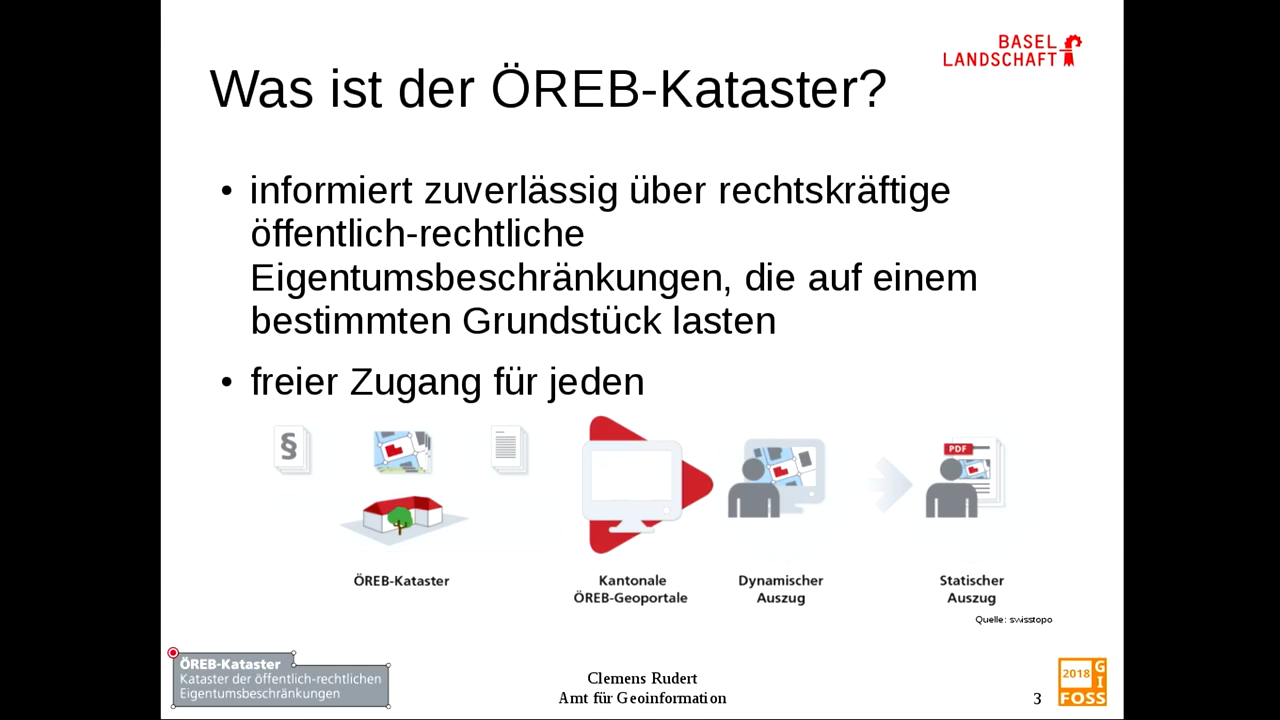 BASEL
LANDSCHAFT
Was ist der ÖREB-Kataster?
• informiert zuverlässig über rechtskräftige
öffentlich-rechtliche
Eigentumsbeschränkungen, die auf einem
bestimmten Grundstück lasten
• freier Zugang für jeden
§
PDF
ÖREB-Kataster
Kantonale
ÖREB-Geoportale
Dynamischer
Auszug
Statischer
Auszug
Quelle: swisstopo
ÖREB-Kataster
Kataster der öffentlich-rechtlichen
Eigentumsbeschränkungen
Clemens Rudert
Amt für Geoinformation
3
2018 GI
FOSS